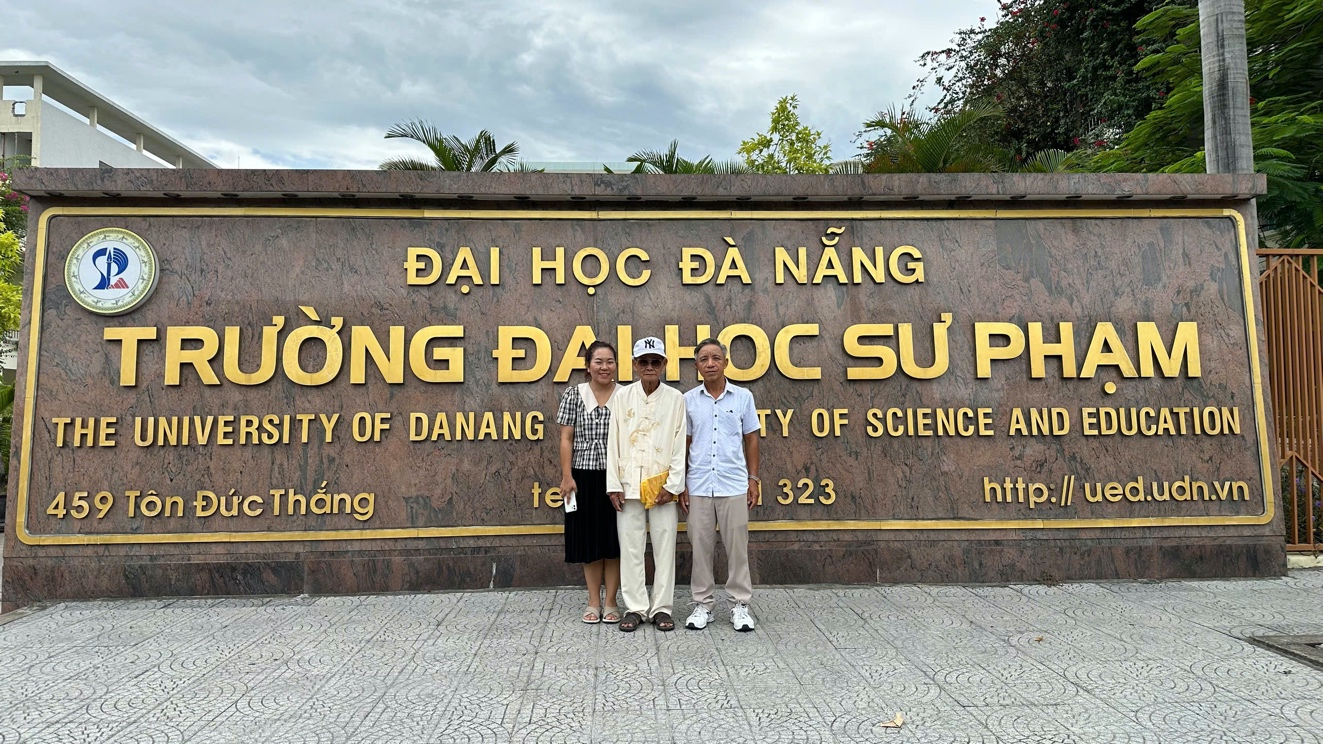 ĐẠI HỌC ĐÀ NẴNG
TRƯỜNG ĐẠI HỌC SƯ PHẠM
THE UNIVERSITY OF DANANG OF SCIENCE AND EDUCATION
459 Tôn Đức Thắng 323 http://ued.udn.vn
NY